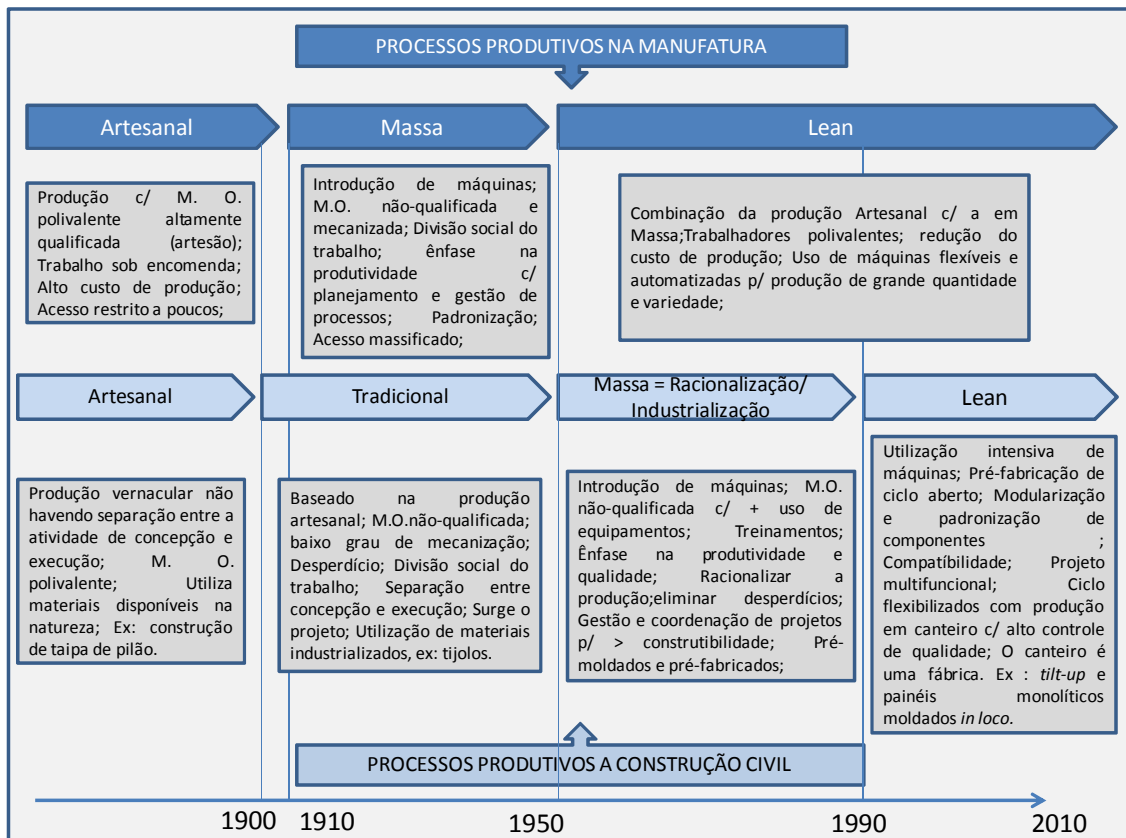 PROCESSOS PRODUTIVOS NA MANUFATURA
Artesanal
Massa
Lean
Produção c/ M. O.
polivalente altamente
qualificada (artesão);
Trabalho sob encomenda;
Alto custo de produção;
Acesso restrito a poucos;
Introdução de máquinas;
M.O. não-qualificada e
mecanizada; Divisão social do
trabalho; ênfase na
produtividade c/
planejamento e gestão de
processos; Padronização;
Acesso massificado;
Combinação da produção Artesanal c/ a em
Massa;Trabalhadores polivalentes; redução do
custo de produção; Uso de máquinas flexíveis e
automatizadas p/ produção de grande quantidade
e variedade;
Artesanal
Tradicional
Massa = Racionalização/
Industrialização
Lean
Produção vernacular não
havendo separação entre a
atividade de concepção e
execução; M. O.
polivalente; Utiliza
materiais disponíveis na
natureza; Ex: construção
de taipa de pilão.
Baseado na produção
artesanal; M.O.não-qualificada;
baixo grau de mecanização;
Desperdício; Divisão social do
trabalho; Separação entre
concepção e execução; Surge o
projeto; Utilização de materiais
industrializados, ex: tijolos.
Introdução de máquinas; M.O.
não-qualificada c/ + uso de
equipamentos; Treinamentos;
Ênfase na produtividade e
qualidade; Racionalizar a
produção;eliminar desperdícios;
Gestão e coordenação de projetos
p/ > construtibilidade; Pré-
moldados e pré-fabricados;
Utilização intensiva de
máquinas; Pré-fabricação de
ciclo aberto; Modularização
e padronização de
componentes ;
Compatíbilidade; Projeto
multifuncional; Ciclo
flexibilizados com produção
em canteiro c/ alto controle
de qualidade; O canteiro é
uma fábrica. Ex : tilt-up e
painéis monolíticos
moldados in loco.
PROCESSOS PRODUTIVOS A CONSTRUÇÃO CIVIL
1900 1910 1950 1990 2010